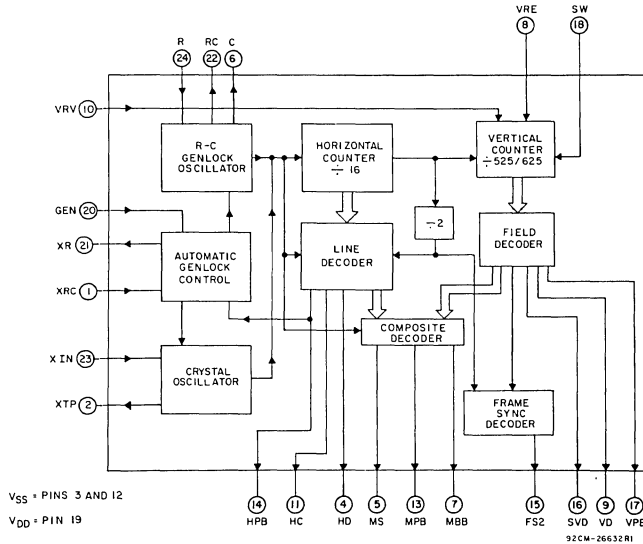 VRE SW
8 18
R RC C
24 22 6
VRV 10
R-C
GENLOCK
OSCILLATOR
HORIZONTAL
COUNTER
÷ 16
VERTICAL
COUNTER
÷ 525/625
GEN 20
XR 21
XRC 1
AUTOMATIC
GENLOCK
CONTROL
LINE
DECODER
÷2
FIELD
DECODER
X IN 23
XTP 2
CRYSTAL
OSCILLATOR
COMPOSITE
DECODER
FRAME
SYNC
DECODER
VSS = PINS 3 AND 12
VDD = PIN 19
14 11 4 5 13 7 15 16 9 17
HPB HC HD MS MPB MBB FS2 SVD VD VPB
92CM-26632R1